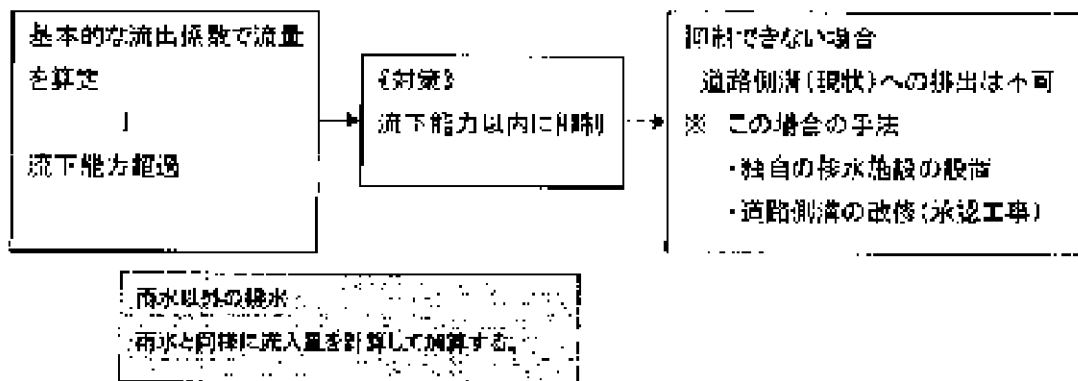 基本的な流出係数で流量
を算定
↓
流下能力超過
《対策》
流下能力以内に抑制
抑制できない場合
道路側溝(現状)への排出は不可
※ この場合の手法
・独自の排水施設の設置
・道路側溝の改修(承認工事)
雨水以外の排水
雨水と同様に流入量を計算して加算する。